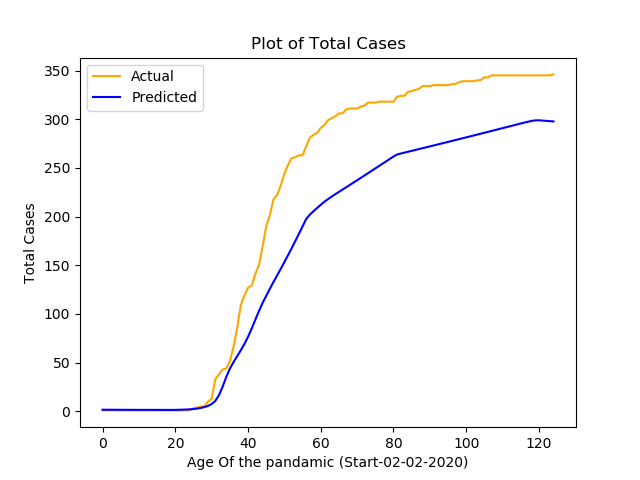 Plot of Total Cases
Actual
Predicted
350
300
250
200
150
100
50
0
Total Cases
0 20 40 60 80 100 120
Age Of the pandamic (Start-02-02-2020)